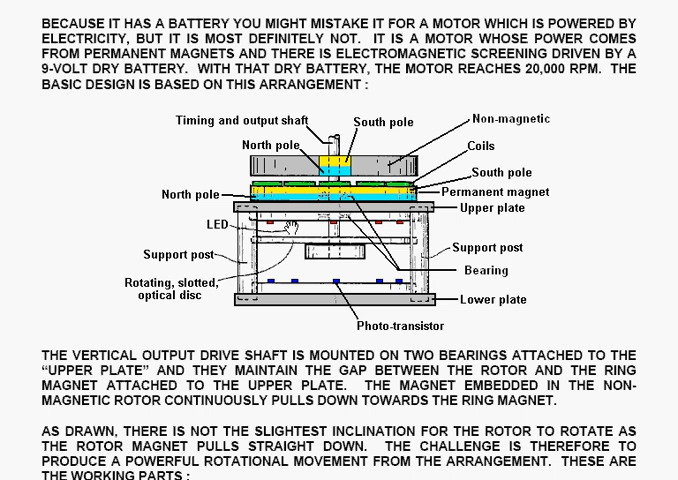 BECAUSE IT HAS A BATTERY YOU MIGHT MISTAKE IT FOR A MOTOR WHICH IS POWERED BY
ELECTRICITY, BUT IT IS MOST DEFINITELY NOT. IT IS A MOTOR WHOSE POWER COMES
FROM PERMANENT MAGNETS AND THERE IS ELECTROMAGNETIC SCREENING DRIVEN BY A
9-VOLT DRY BATTERY. WITH THAT DRY BATTERY, THE MOTOR REACHES 20,000 RPM. THE
BASIC DESIGN IS BASED ON THIS ARRANGEMENT :
Timing and output shaft
South pole
Non-magnetic
North pole
Coils
South pole
North pole
Permanent magnet
Upper plate
LED
Support post
Support post
Bearing
Rotating, slotted,
optical disc
Lower plate
Photo-transistor
THE VERTICAL OUTPUT DRIVE SHAFT IS MOUNTED ON TWO BEARINGS ATTACHED TO THE
“UPPER PLATE” AND THEY MAINTAIN THE GAP BETWEEN THE ROTOR AND THE RING
MAGNET ATTACHED TO THE UPPER PLATE. THE MAGNET EMBEDDED IN THE NON-
MAGNETIC ROTOR CONTINUOUSLY PULLS DOWN TOWARDS THE RING MAGNET.
AS DRAWN, THERE IS NOT THE SLIGHTEST INCLINATION FOR THE ROTOR TO ROTATE AS
THE ROTOR MAGNET PULLS STRAIGHT DOWN. THE CHALLENGE IS THEREFORE TO
PRODUCE A POWERFUL ROTATIONAL MOVEMENT FROM THE ARRANGEMENT. THESE ARE
THE WORKING PARTS :